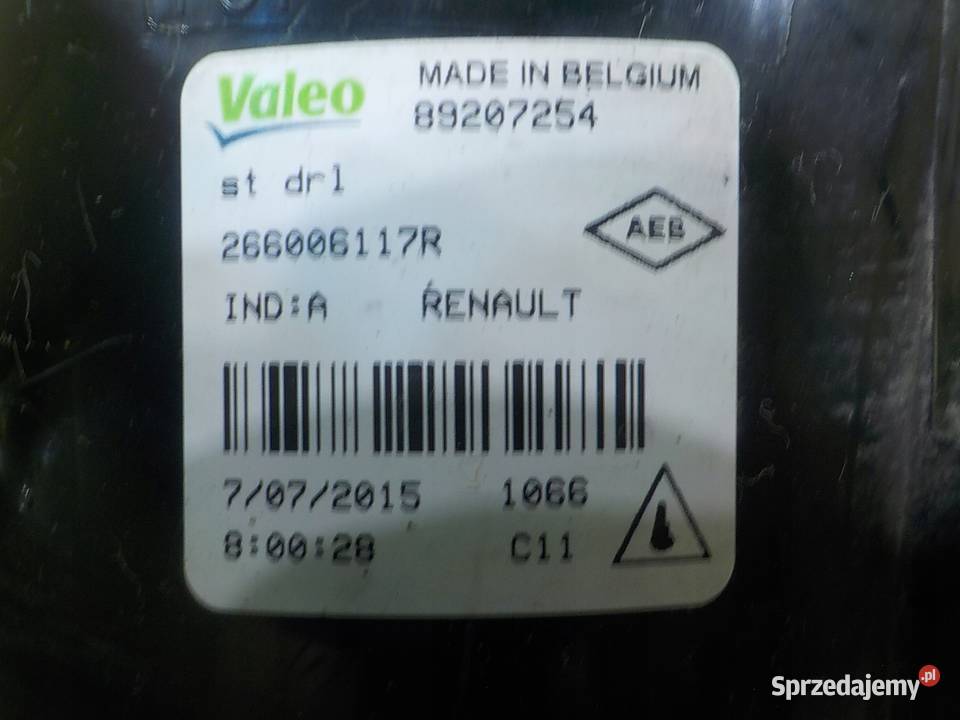 Valeo
MADE IN BELGIUM
89207254
st drl
266006117R
AEB
IND:A RENAULT
7/07/2015 1066
8:00:28 C11
Sprzedajemy.pl